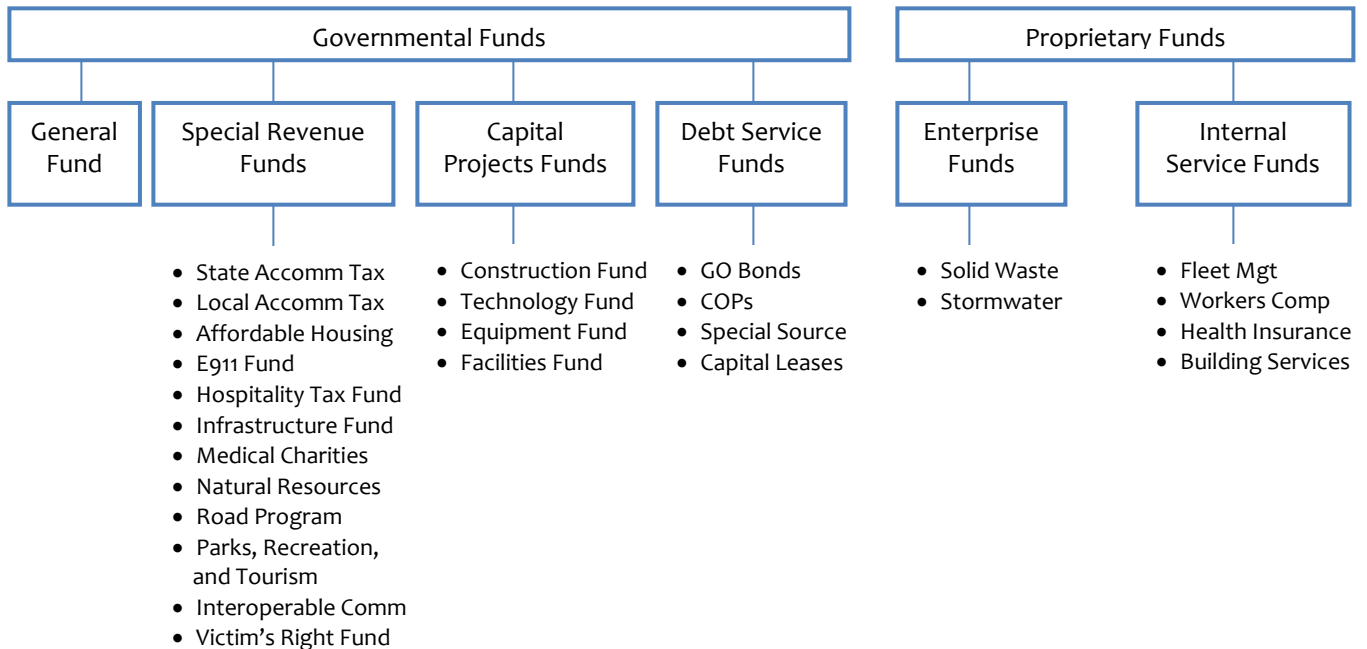 Governmental Funds
Proprietary Funds
General
Fund
Special Revenue
Funds
Capital
Projects Funds
Debt Service
Funds
Enterprise
Funds
Internal
Service Funds
• State Accomm Tax
• Local Accomm Tax
• Affordable Housing
• E911 Fund
• Hospitality Tax Fund
• Infrastructure Fund
• Medical Charities
• Natural Resources
• Road Program
• Parks, Recreation,
and Tourism
• Interoperable Comm
• Victim's Right Fund
• Construction Fund
• Technology Fund
• Equipment Fund
• Facilities Fund
• GO Bonds
• COPs
• Special Source
• Capital Leases
• Solid Waste
• Stormwater
• Fleet Mgt
• Workers Comp
• Health Insurance
• Building Services